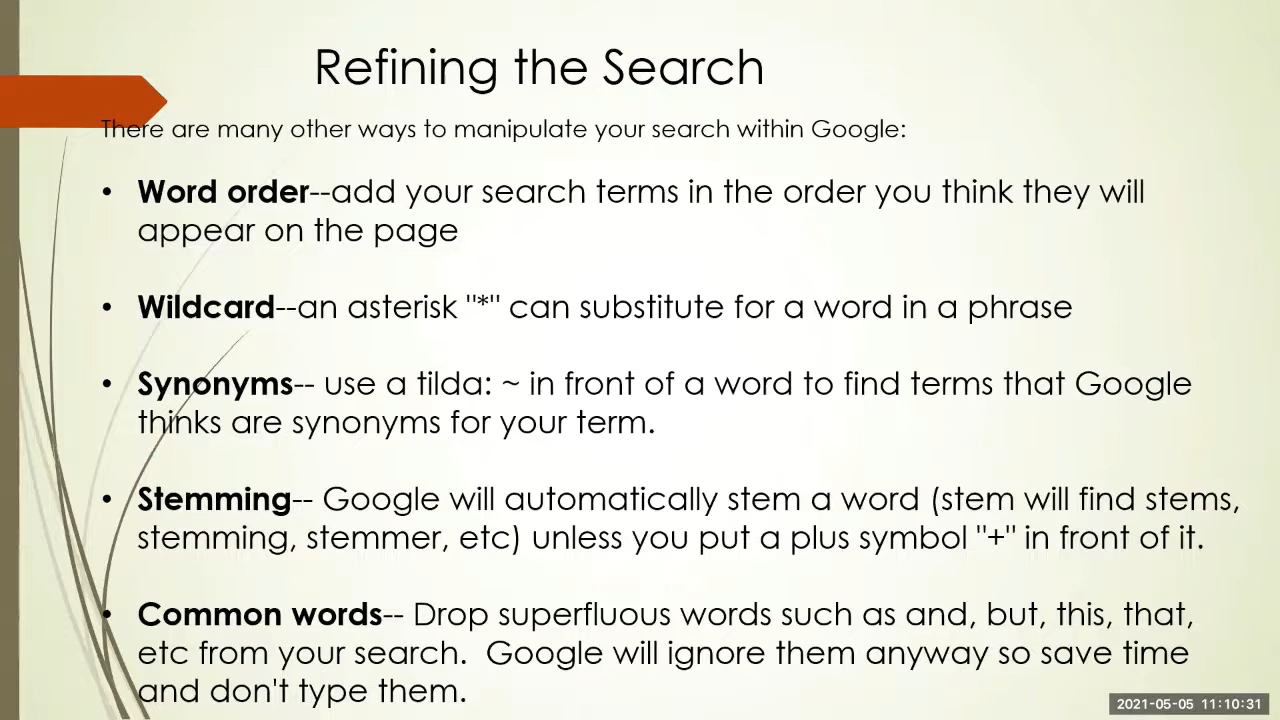 Refining the Search
There are many other ways to manipulate your search within Google:
• Word order--add your search terms in the order you think they will
appear on the page
• Wildcard--an asterisk "*" can substitute for a word in a phrase
• Synonyms-- use a tilda: ~ in front of a word to find terms that Google
thinks are synonyms for your term.
• Stemming-- Google will automatically stem a word (stem will find stems,
stemming, stemmer, etc) unless you put a plus symbol "+" in front of it.
• Common words-- Drop superfluous words such as and, but, this, that,
etc from your search.  Google will ignore them anyway so save time
and don't type them.
2021-05-05 11:10:31